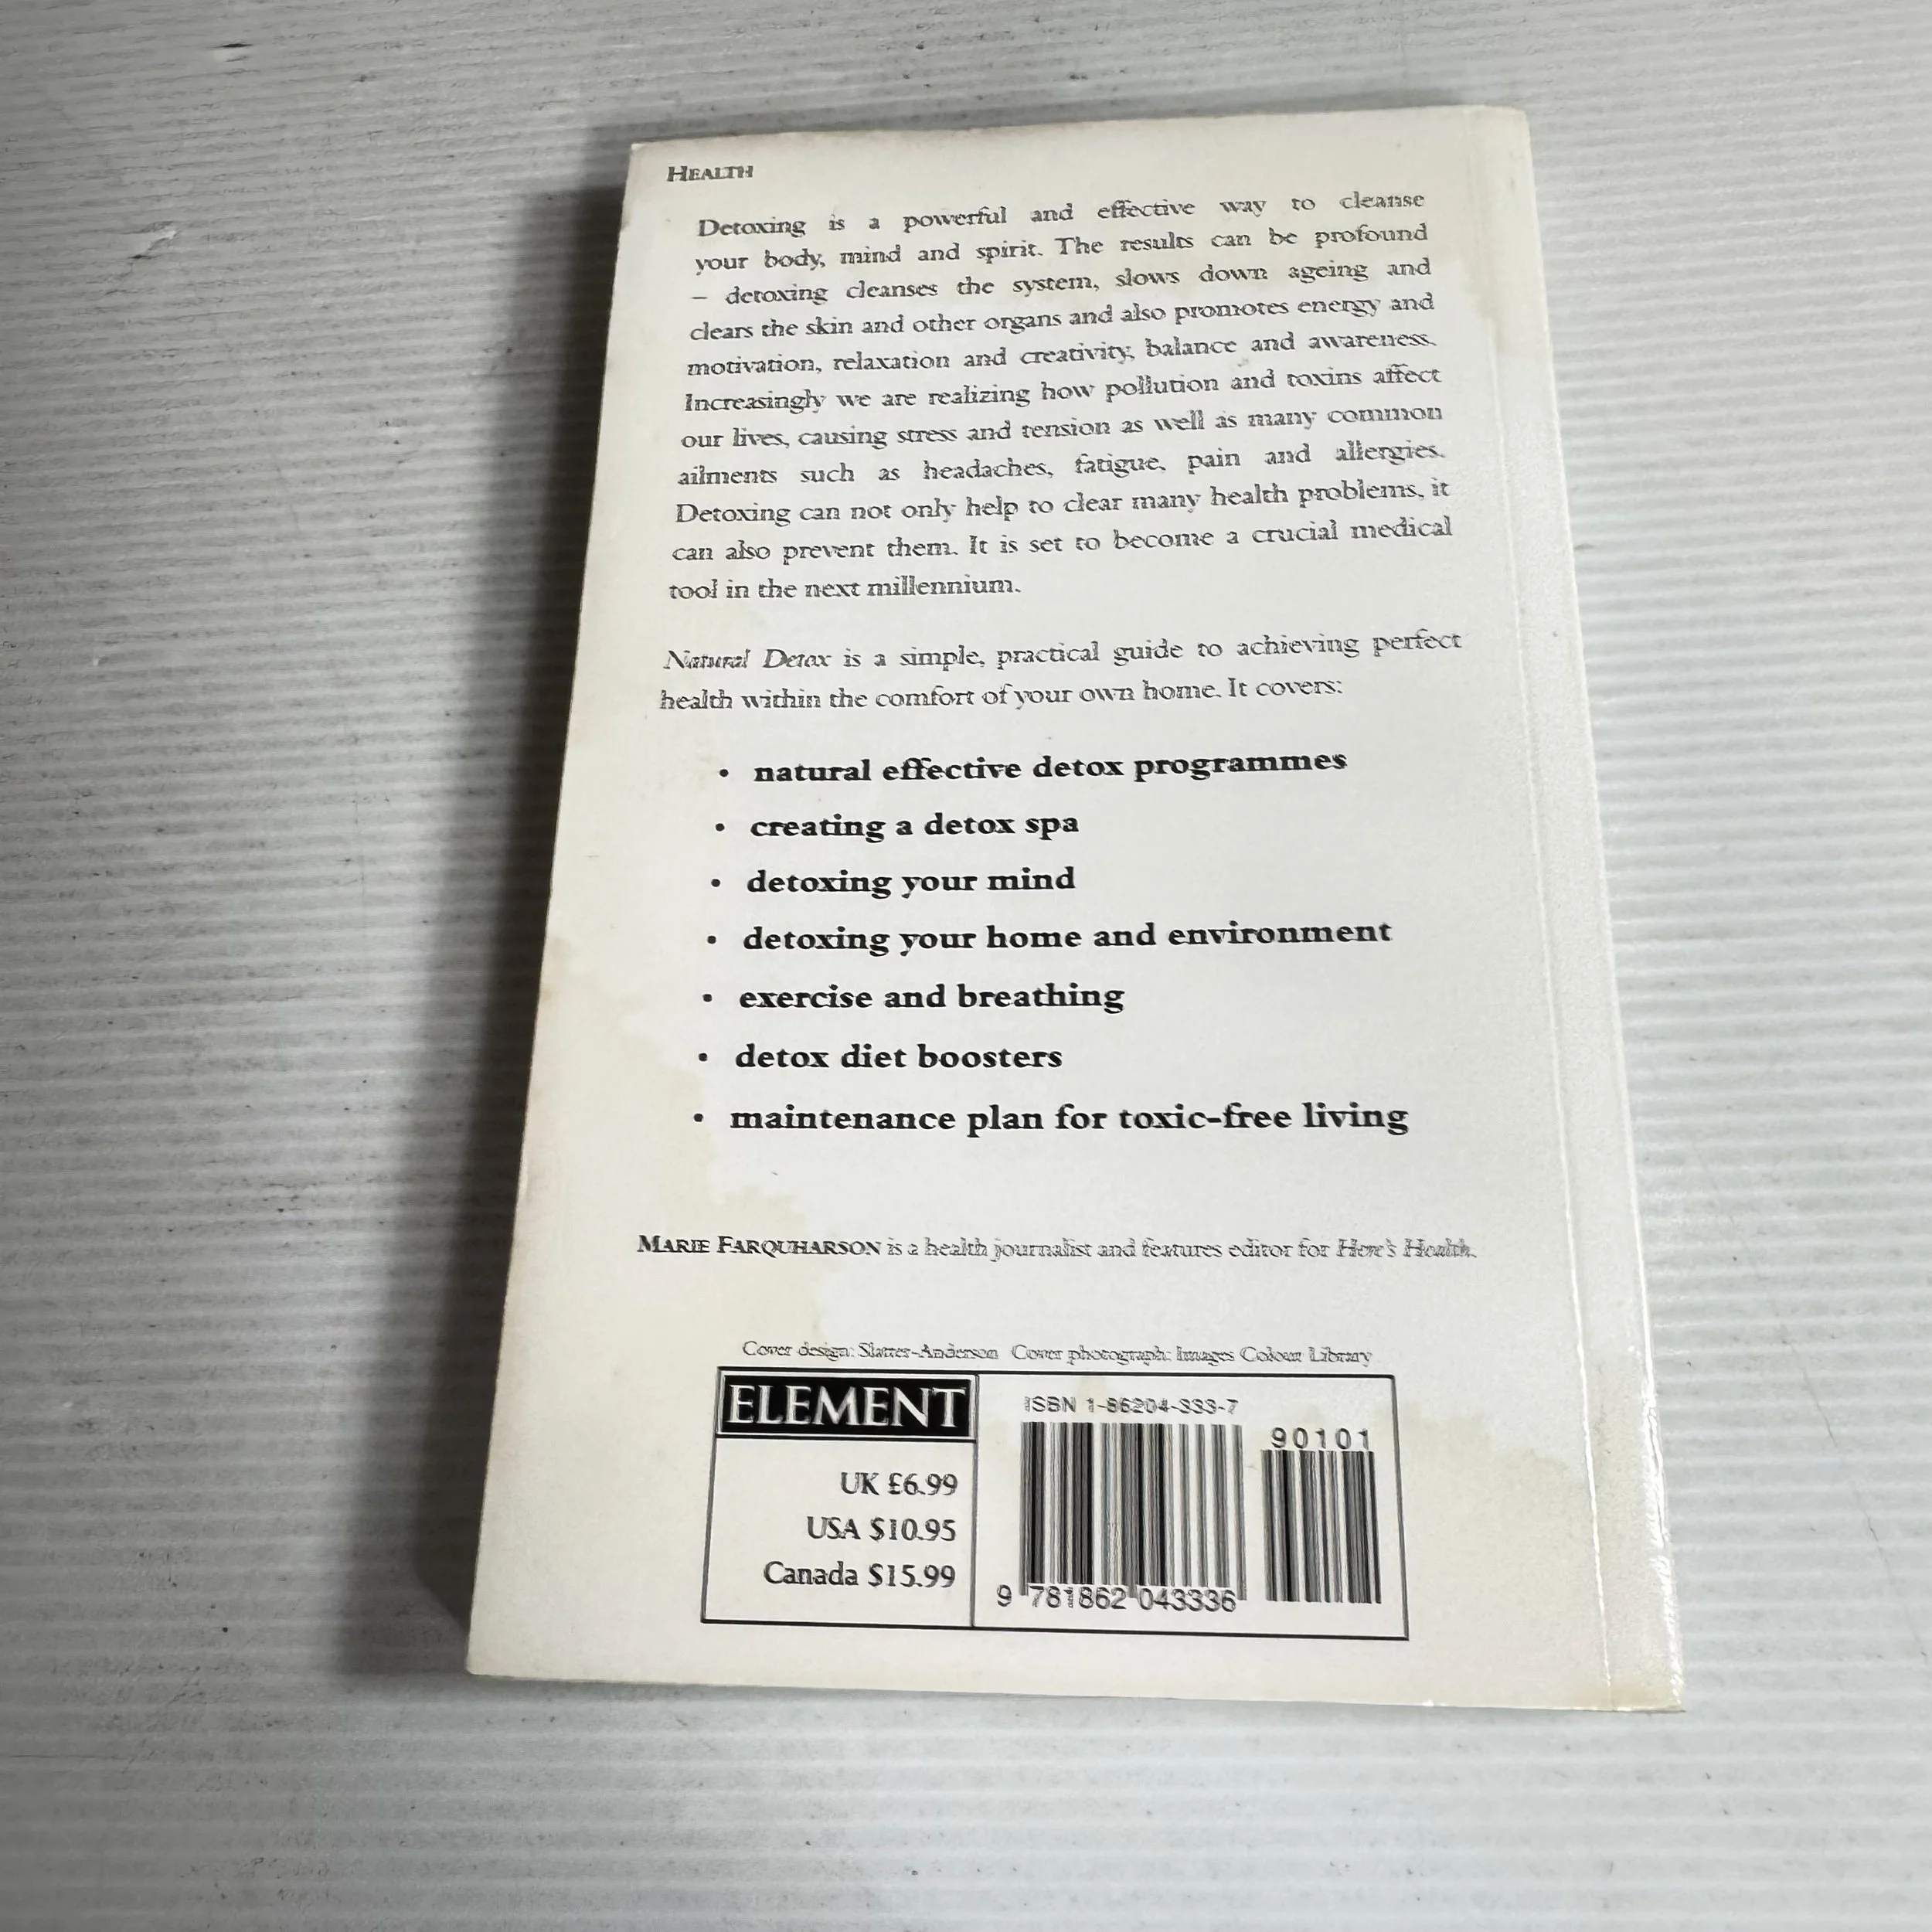 HEALTH
Detoxing is a powerful and effective way to cleanse
your body, mind and spirit. The results can be profound
– detoxing cleanses the system, slows down ageing and
clears the skin and other organs and also promotes energy and
motivation, relaxation and creativity, balance and awareness.
Increasingly we are realizing how pollution and toxins affect
our lives, causing stress and tension as well as many common
ailments such as headaches, fatigue, pain and allergies.
Detoxing can not only help to clear many health problems, it
can also prevent them. It is set to become a crucial medical
tool in the next millennium.
Natural Detox is a simple, practical guide to achieving perfect
health within the comfort of your own home. It covers:
• natural effective detox programmes
• creating a detox spa
• detoxing your mind
• detoxing your home and environment
• exercise and breathing
• detox diet boosters
• maintenance plan for toxic-free living
MARIE FARQUHARSON is a health journalist and features editor for Here's Health.
Cover design: Slatter-Anderson Cover photograph: Images Colour Library
ELEMENT
UK £6.99
USA $10.95
Canada $15.99
ISBN 1-86204-333-7
90101
9 781862 043336